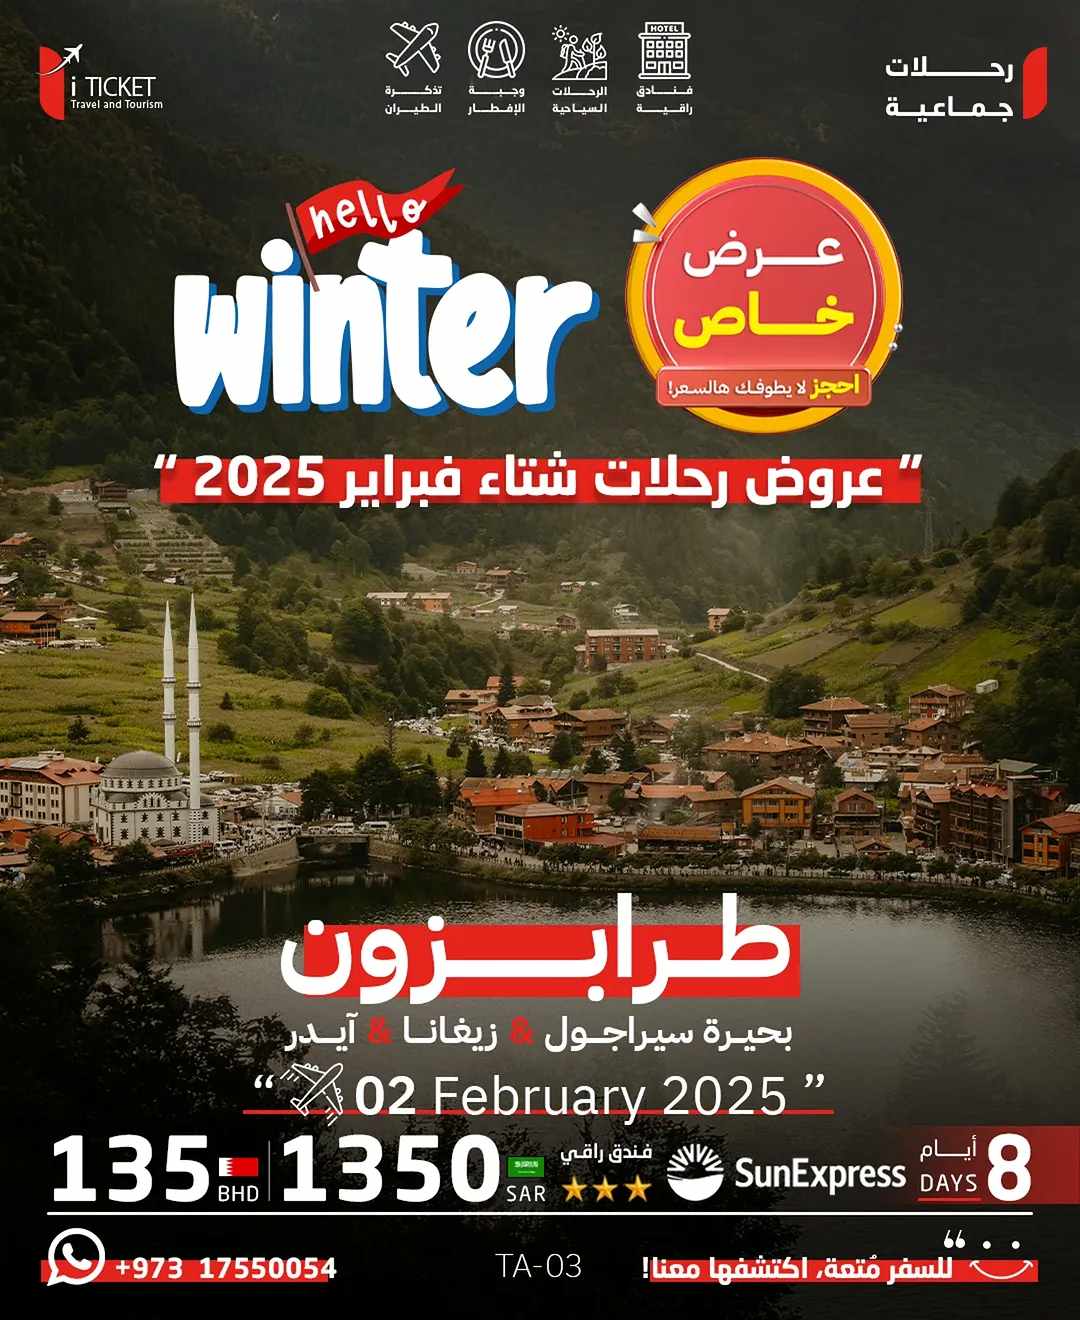 i TICKET
Travel and Tourism
تذكرة
الطيران
وجبة
الإفطار
الرحلات
السياحية
HOTEL
فنادق
راقية
رحلات
جماعية
hello
winter
عرض
خاص
احجز لا يطوفك هالسعر!
" عروض رحلات شتاء فبراير 2025 "
طرابزون
بحيرة سيراجول & زيغانا & آيدر
" 02 February 2025 "
135 BHD
1350 SAR
فندق راقي
SunExpress
8 أيام
DAYS
+973 17550054
TA-03
للسفر مُتعة، اكتشفها معنا!